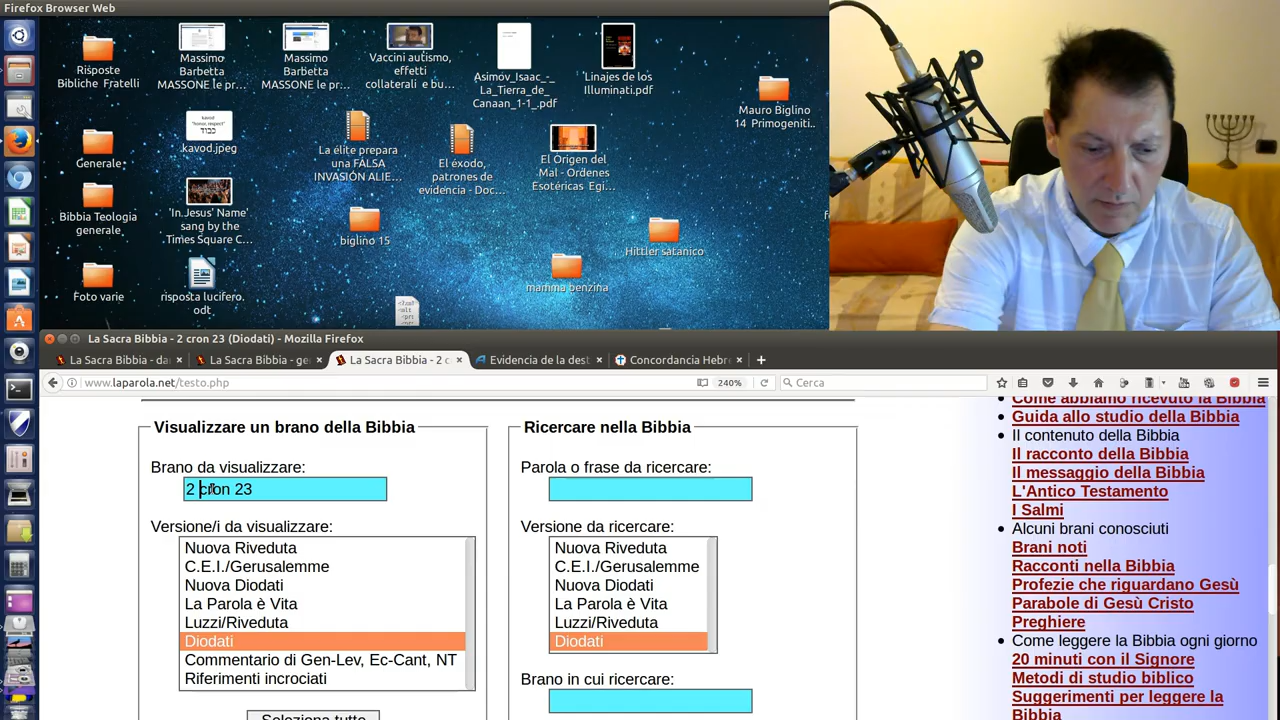 Firefox Browser Web
Risposte
Bibliche Fratelli
Massimo
Barbetta
MASSONE le pr...
Massimo
Barbetta
MASSONE le pr...
Vaccini autismo,
effetti
collaterali e bu...
Asimov_Isaac_-_
La_Tierra_de_
Canaan_1-1_.pdf
Linajes de los
Illuminati.pdf
Mauro Biglino
14 Primogeniti..
Generale
kavod
"honor, respect"
כבוד
kavod.jpeg
La élite prepara
una FALSA
INVASIÓN ALIE...
El éxodo,
patrones de
evidencia - Doc...
El Origen del
Mal - Ordenes
Esotéricas Egi...
Bibbia Teologia
generale
'In Jesus' Name'
sang by the
Times Square C...
biglino 15
Hittler satanico
Foto varie
risposta lucifero.
odt
mamma benzina
La Sacra Bibbia - 2 cron 23 (Diodati) - Mozilla Firefox
La Sacra Bibbia - da
La Sacra Bibbia - ge
La Sacra Bibbia - 2 c
Evidencia de la dest
Concordancia Hebre
www.laparola.net/testo.php
240%
Cerca
Visualizzare un brano della Bibbia
Brano da visualizzare:
2 cron 23
Versione/i da visualizzare:
Nuova Riveduta
C.E.I./Gerusalemme
Nuova Diodati
La Parola è Vita
Luzzi/Riveduta
Diodati
Commentario di Gen-Lev, Ec-Cant, NT
Riferimenti incrociati
Seleziona tutte
Ricercare nella Bibbia
Parola o frase da ricercare:
Versione da ricercare:
Nuova Riveduta
C.E.I./Gerusalemme
Nuova Diodati
La Parola è Vita
Luzzi/Riveduta
Diodati
Brano in cui ricercare:
Come abbiamo ricevuto la Bibbia
Guida allo studio della Bibbia
Il contenuto della Bibbia
Il racconto della Bibbia
Il messaggio della Bibbia
L'Antico Testamento
I Salmi
Alcuni brani conosciuti
Brani noti
Racconti nella Bibbia
Profezie che riguardano Gesù
Parabole di Gesù Cristo
Preghiere
Come leggere la Bibbia ogni giorno
20 minuti con il Signore
Metodi di studio biblico
Suggerimenti per leggere la
Bibbia